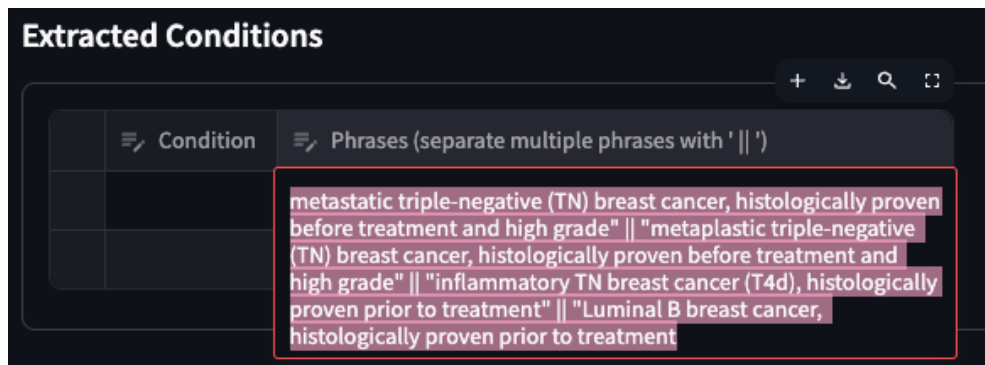 Extracted Conditions
Condition
Phrases (separate multiple phrases with ' || ')
metastatic triple-negative (TN) breast cancer, histologically proven
before treatment and high grade" || "metaplastic triple-negative
(TN) breast cancer, histologically proven before treatment and
high grade" || "inflammatory TN breast cancer (T4d), histologically
proven prior to treatment" || "Luminal B breast cancer,
histologically proven prior to treatment